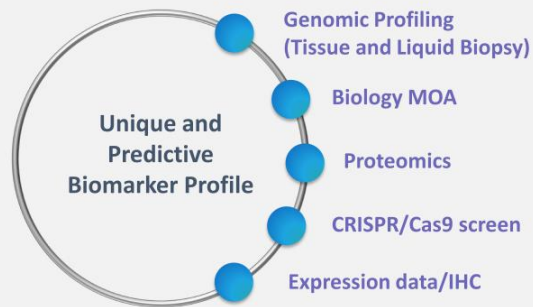 Genomic Profiling
(Tissue and Liquid Biopsy)
Biology MOA
Unique and
Predictive
Biomarker Profile
Proteomics
CRISPR/Cas9 screen
Expression data/IHC